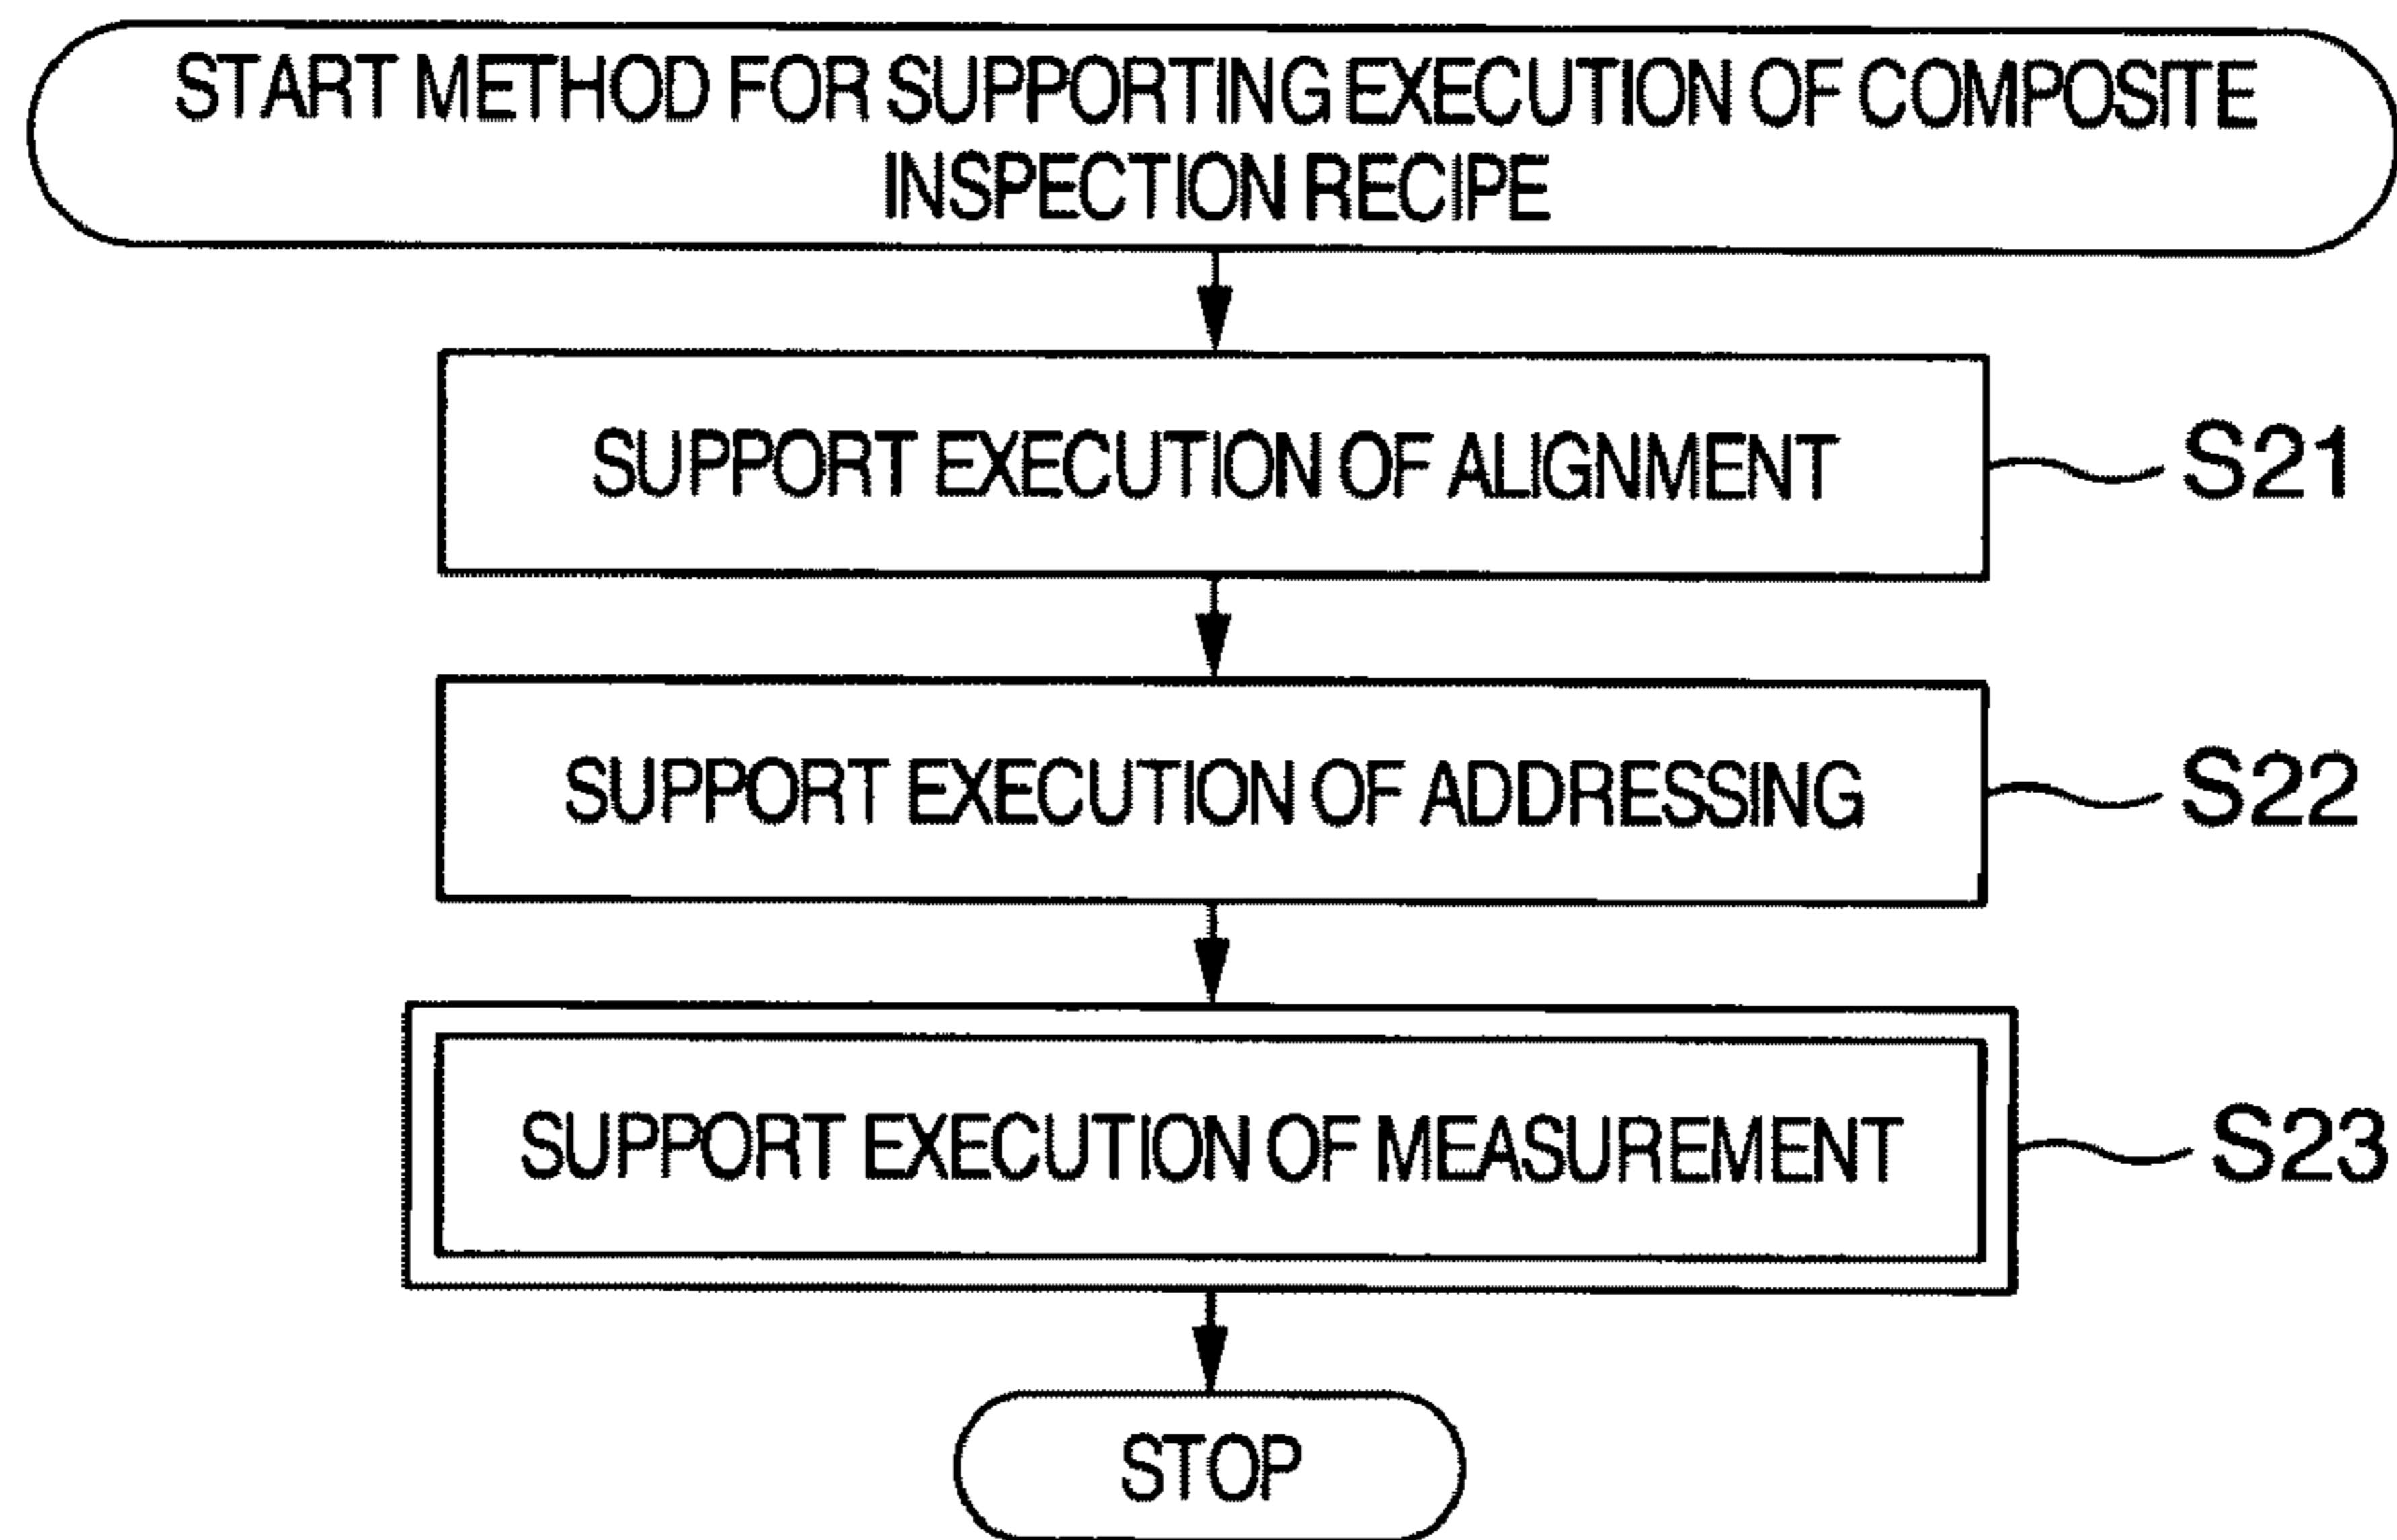 START METHOD FOR SUPPORTING EXECUTION OF COMPOSITE
INSPECTION RECIPE
SUPPORT EXECUTION OF ALIGNMENT
S21
SUPPORT EXECUTION OF ADDRESSING
S22
SUPPORT EXECUTION OF MEASUREMENT
S23
STOP